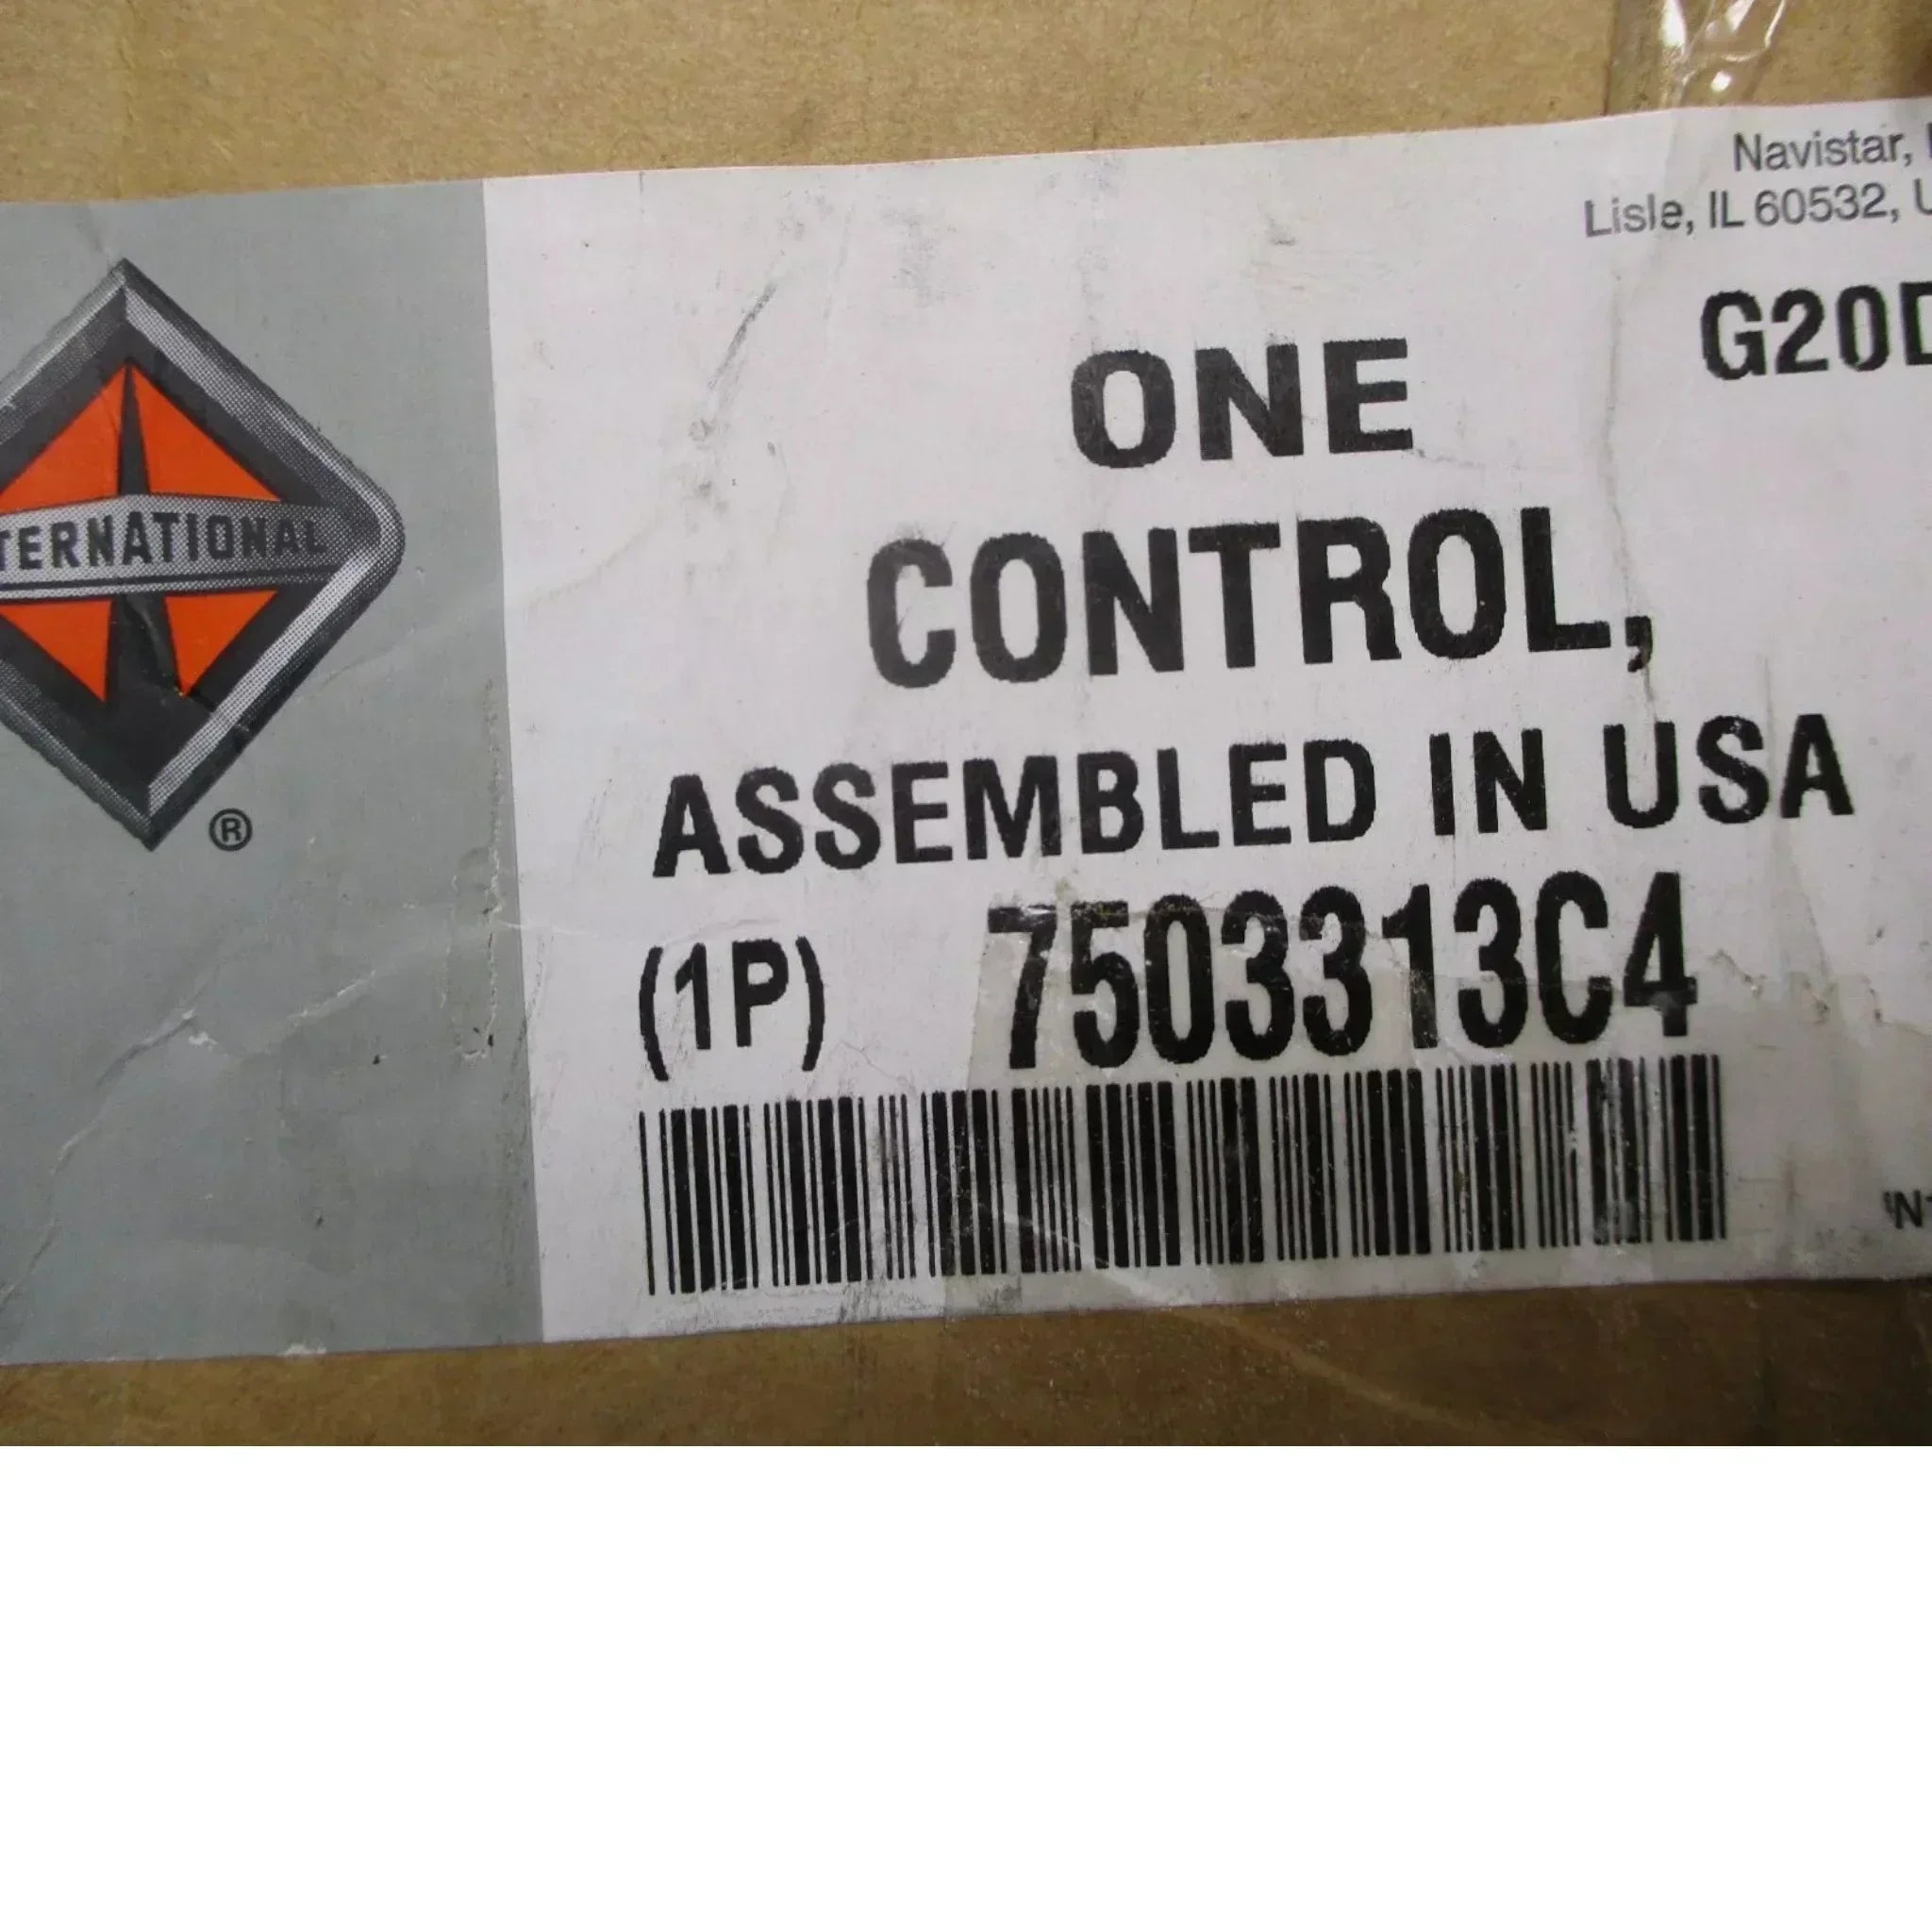 Navistar,
Lisle, IL 60532, U
G20D
ONE
CONTROL,
TERNATIONAL
®
ASSEMBLED IN USA
(1P) 7503313C4